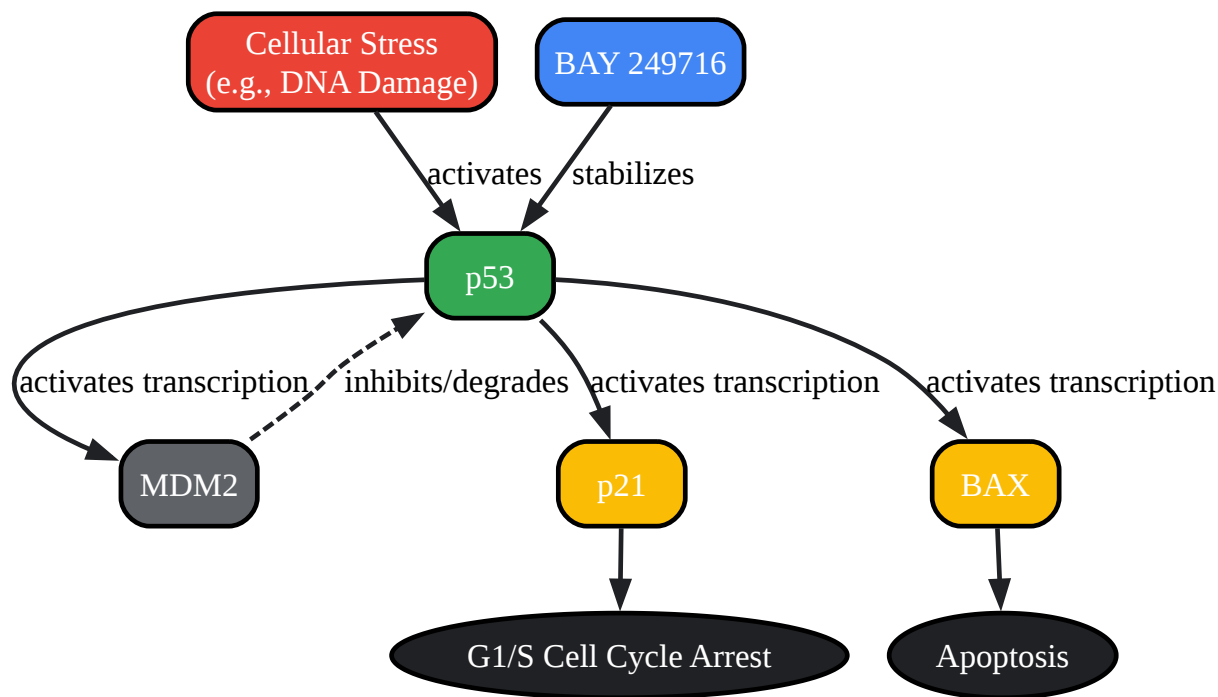 Cellular Stress
(e.g., DNA Damage)
BAY 249716
activates
stabilizes
p53
activates transcription
inhibits/degrades
activates transcription
activates transcription
MDM2
p21
BAX
G1/S Cell Cycle Arrest
Apoptosis